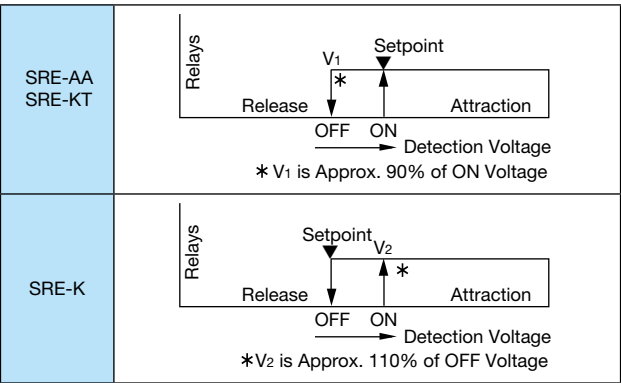 SRE-AA
SRE-KT
Relays
Setpoint
V1
*
Release
Attraction
OFF
ON
Detection Voltage
* V1 is Approx. 90% of ON Voltage
SRE-K
Relays
Setpoint
V2
*
Release
Attraction
OFF
ON
Detection Voltage
*V2 is Approx. 110% of OFF Voltage